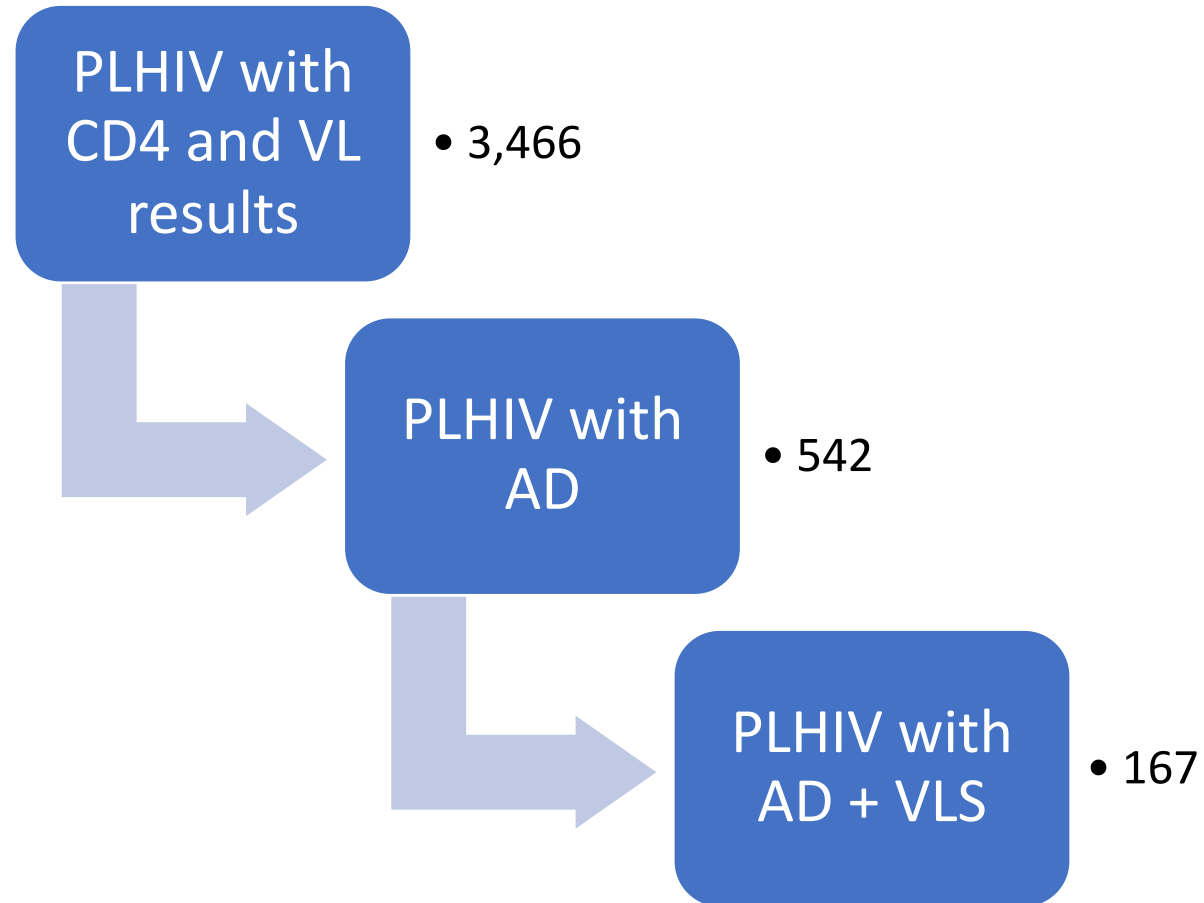 PLHIV with
CD4 and VL
results
• 3,466
PLHIV with
AD
• 542
PLHIV with
AD + VLS
• 167